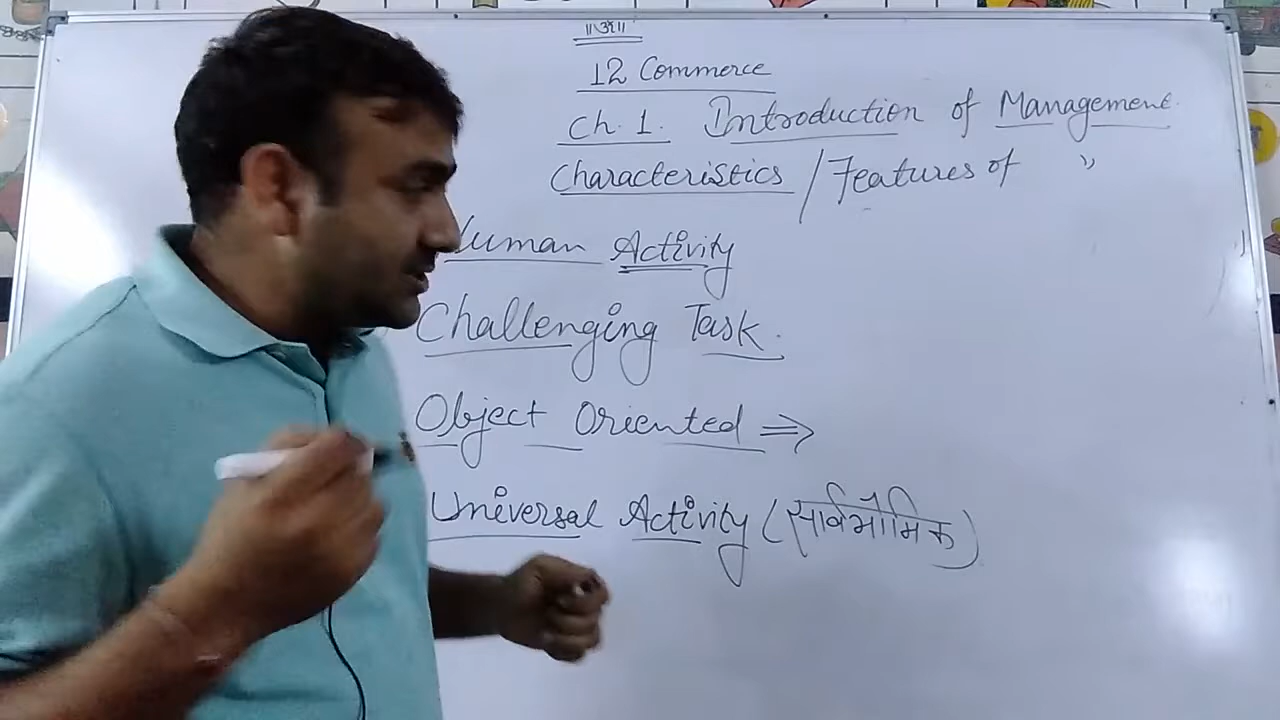 ॥ॐ॥
12 Commerce
Ch. 1. Introduction of Management.
Characteristics / Features of "
Human Activity
Challenging Task.
Object Oriented ⇒
Universal Activity (सार्वभौमिक)